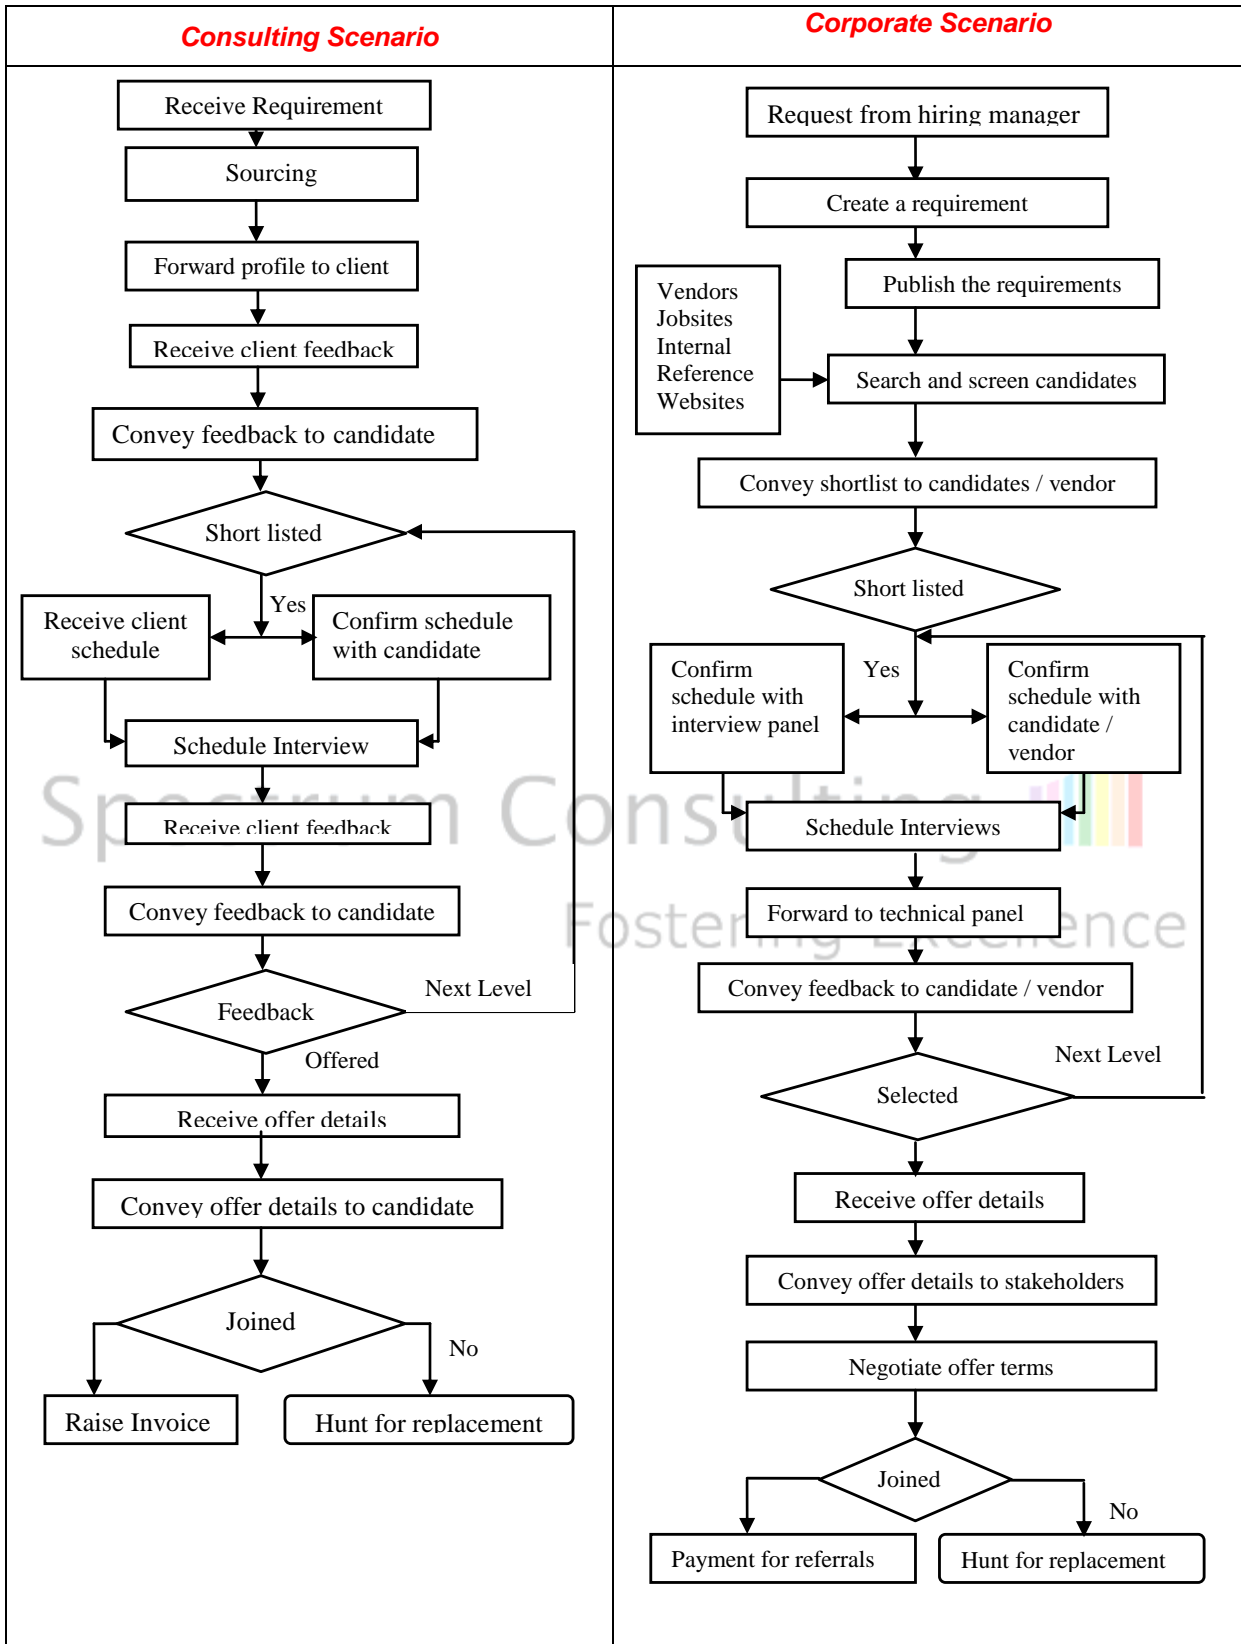 Consulting Scenario
Receive Requirement
Sourcing
Forward profile to client
Receive client feedback
Convey feedback to candidate
Short listed
Yes
Receive client
schedule
Confirm schedule
with candidate
Schedule Interview
Receive client feedback
Convey feedback to candidate
Feedback
Next Level
Offered
Receive offer details
Convey offer details to candidate
Joined
No
Raise Invoice
Hunt for replacement
Corporate Scenario
Request from hiring manager
Create a requirement
Publish the requirements
Vendors
Jobsites
Internal
Reference
Websites
Search and screen candidates
Convey shortlist to candidates / vendor
Short listed
Yes
Confirm
schedule with
interview panel
Confirm
schedule with
candidate /
vendor
Schedule Interviews
Forward to technical panel
Convey feedback to candidate / vendor
Next Level
Selected
Receive offer details
Convey offer details to stakeholders
Negotiate offer terms
Joined
No
Payment for referrals
Hunt for replacement
Spectrum Consulting
Fostering Excellence